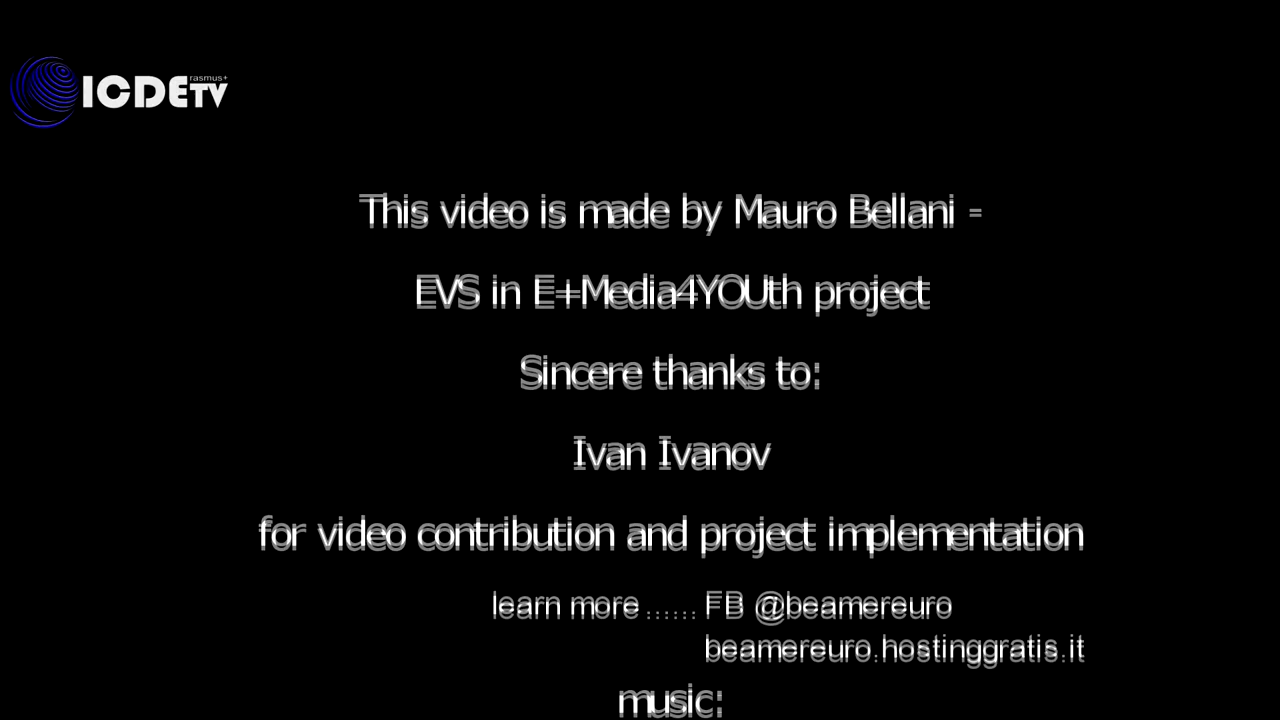 rasmus+
ICDETV
This video is made by Mauro Bellani -
EVS in E+Media4YOUth project
Sincere thanks to:
Ivan Ivanov
for video contribution and project implementation
learn more ...... FB @beamereuro
beamereuro.hostinggratis.it
music: